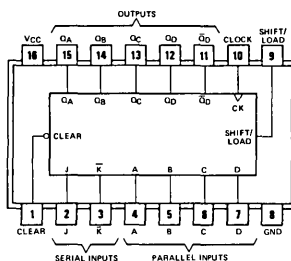 OUTPUTS
VCC QA QB QC QD Q̅D CLOCK SHIFT/LOAD
16 15 14 13 12 11 10 9
QA QB QC QD Q̅D CK
CLEAR SHIFT/LOAD
J K̅ A B C D
1 2 3 4 5 6 7 8
CLEAR J K̅ A B C D GND
SERIAL INPUTS PARALLEL INPUTS